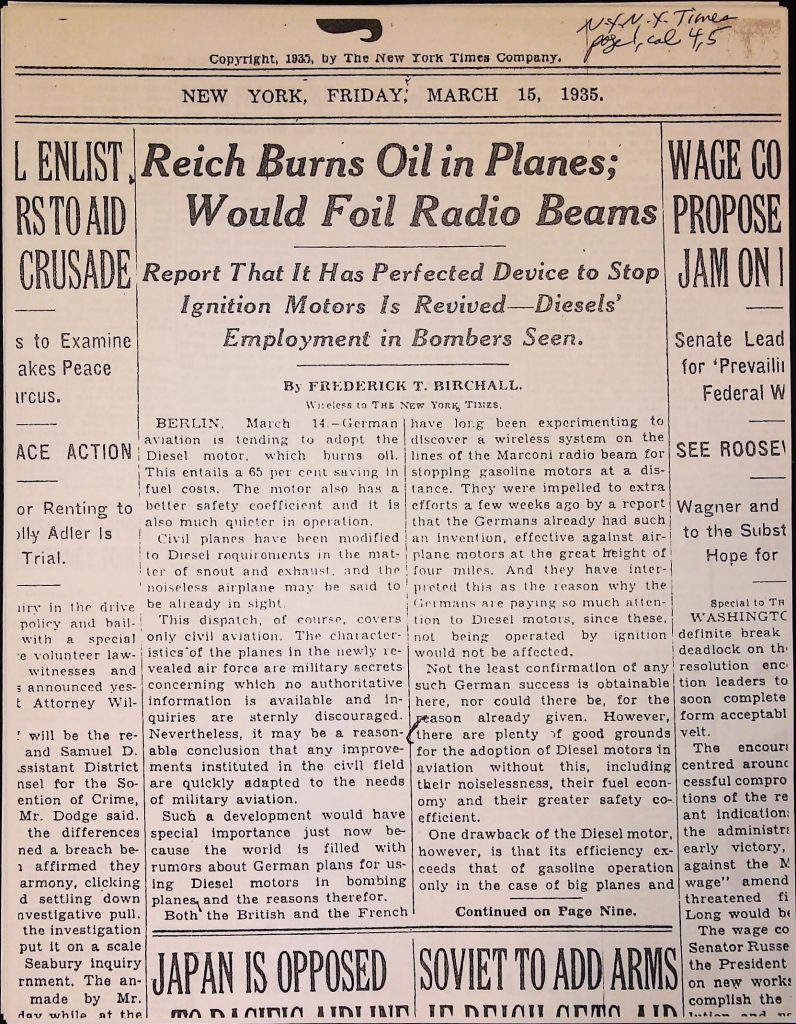 N.Y. N.Y. Times
page 1, col 4,5
Copyright, 1935, by The New York Times Company.
NEW YORK, FRIDAY, MARCH 15, 1935.
L ENLIST
RS TO AID
CRUSADE
s to Examine
akes Peace
arcus.
ACE ACTION
or Renting to
olly Adler Is
Trial.
iry in the drive
policy and bail-
with a special
e volunteer law-
witnesses and
s announced yes-
t Attorney Wil-
will be the re-
and Samuel D.
ssistant District
nsel for the So-
ention of Crime,
Mr. Dodge said.
the differences
ned a breach be-
affirmed they
armony, clicking
d settling down
nvestigative pull.
the investigation
put it on a scale
Seabury inquiry
rnment. The an-
made by Mr.
day while at the
Reich Burns Oil in Planes;
Would Foil Radio Beams
Report That It Has Perfected Device to Stop
Ignition Motors Is Revived—Diesels'
Employment in Bombers Seen.
By FREDERICK T. BIRCHALL.
Wireless to THE NEW YORK TIMES.
BERLIN, March 14.—German
aviation is tending to adopt the
Diesel motor, which burns oil.
This entails a 65 per cent saving in
fuel costs. The motor also has a
better safety coefficient and it is
also much quieter in operation.
Civil planes have been modified
to Diesel requirements in the mat-
ter of snout and exhaust, and the
noiseless airplane may be said to
be already in sight.
This dispatch, of course, covers
only civil aviation. The character-
istics of the planes in the newly re-
vealed air force are military secrets
concerning which no authoritative
information is available and in-
quiries are sternly discouraged.
Nevertheless, it may be a reason-
able conclusion that any improve-
ments instituted in the civil field
are quickly adapted to the needs
of military aviation.
Such a development would have
special importance just now be-
cause the world is filled with
rumors about German plans for us-
ing Diesel motors in bombing
planes and the reasons therefor.
Both the British and the French
have long been experimenting to
discover a wireless system on the
lines of the Marconi radio beam for
stopping gasoline motors at a dis-
tance. They were impelled to extra
efforts a few weeks ago by a report
that the Germans already had such
an invention, effective against air-
plane motors at the great height of
four miles. And they have inter-
preted this as the reason why the
Germans are paying so much atten-
tion to Diesel motors, since these,
not being operated by ignition
would not be affected.
Not the least confirmation of any
such German success is obtainable
here, nor could there be, for the
reason already given. However,
there are plenty of good grounds
for the adoption of Diesel motors in
aviation without this, including
their noiselessness, their fuel econ-
omy and their greater safety co-
efficient.
One drawback of the Diesel motor,
however, is that its efficiency ex-
ceeds that of gasoline operation
only in the case of big planes and
Continued on Page Nine.
JAPAN IS OPPOSED
TO PACIFIC AIRLINE
SOVIET TO ADD ARMS
IF REICH GETS AID
WAGE CO
PROPOSE
JAM ON
Senate Lead
for 'Prevaili
Federal W
SEE ROOSEV
Wagner and
to the Subst
Hope for
Special to TH
WASHINGTO
definite break
deadlock on th
resolution enc
tion leaders to
soon complete
form acceptabl
velt.
The encour
centred around
cessful compro
tions of the re
ant indication
the administra
early victory,
against the M
wage" amend
threatened fi
Long would be
The wage co
Senator Russe
the President
on new works
complish the